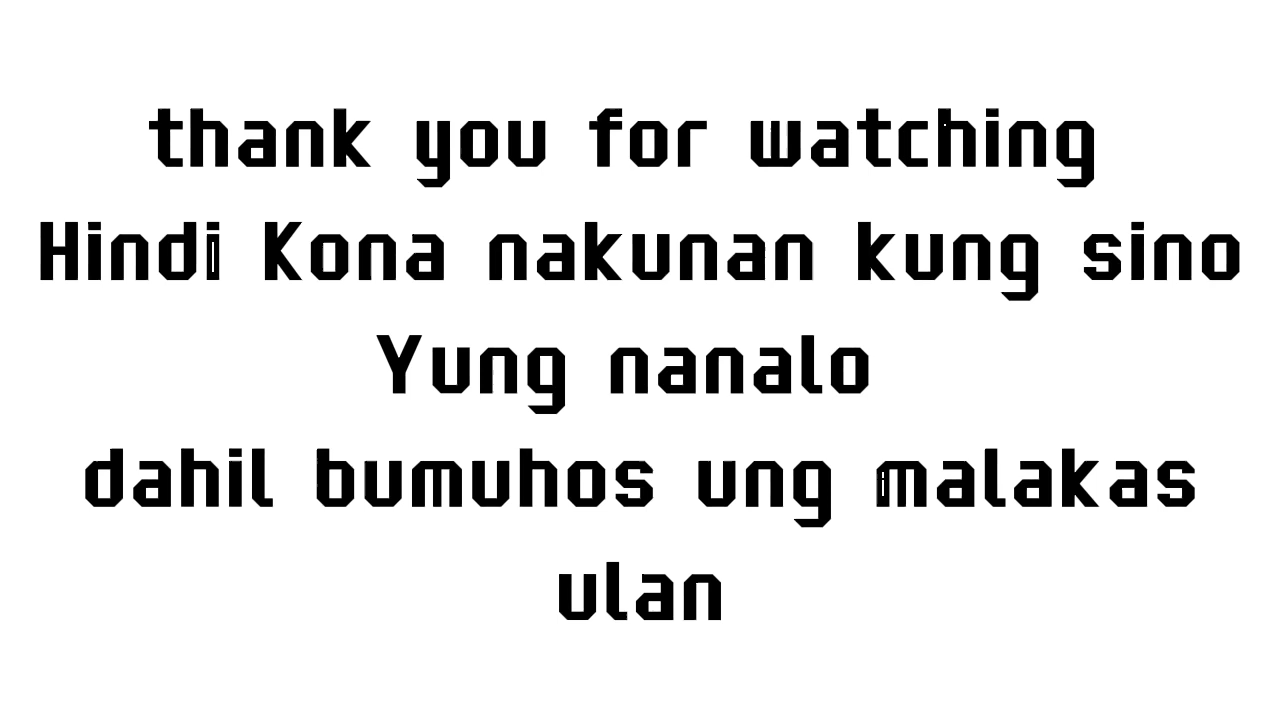 thank you for watching
Hindi Kona nakunan kung sino
Yung nanalo
dahil bumuhos ung malakas
ulan